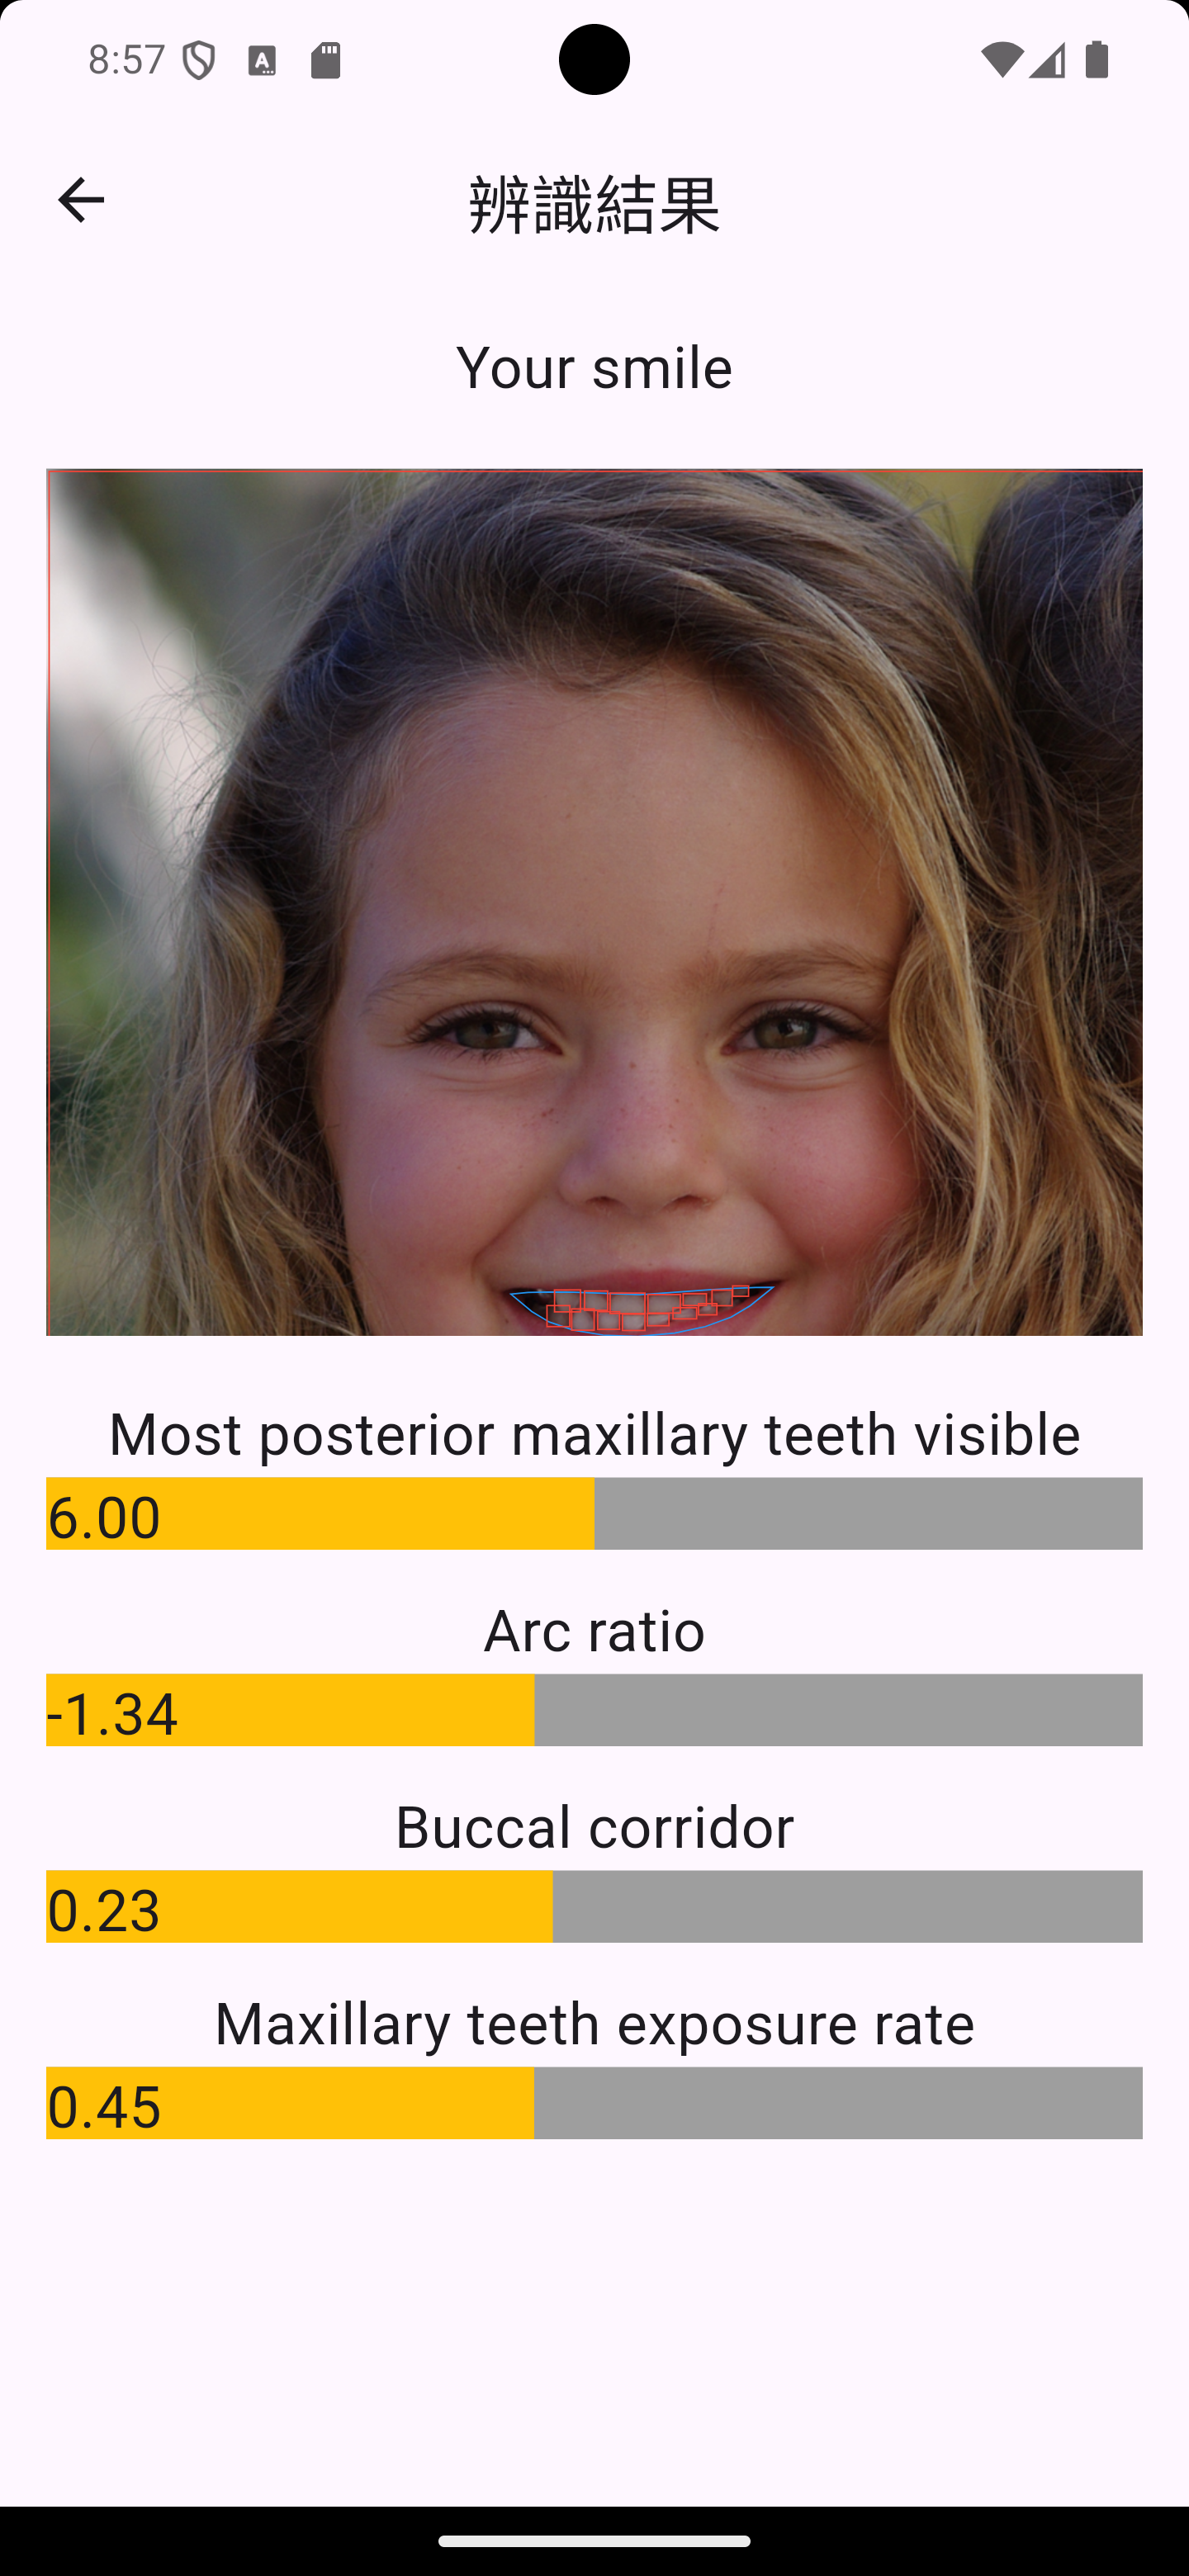 8:57
辨識結果
Your smile
Most posterior maxillary teeth visible
6.00
Arc ratio
-1.34
Buccal corridor
0.23
Maxillary teeth exposure rate
0.45